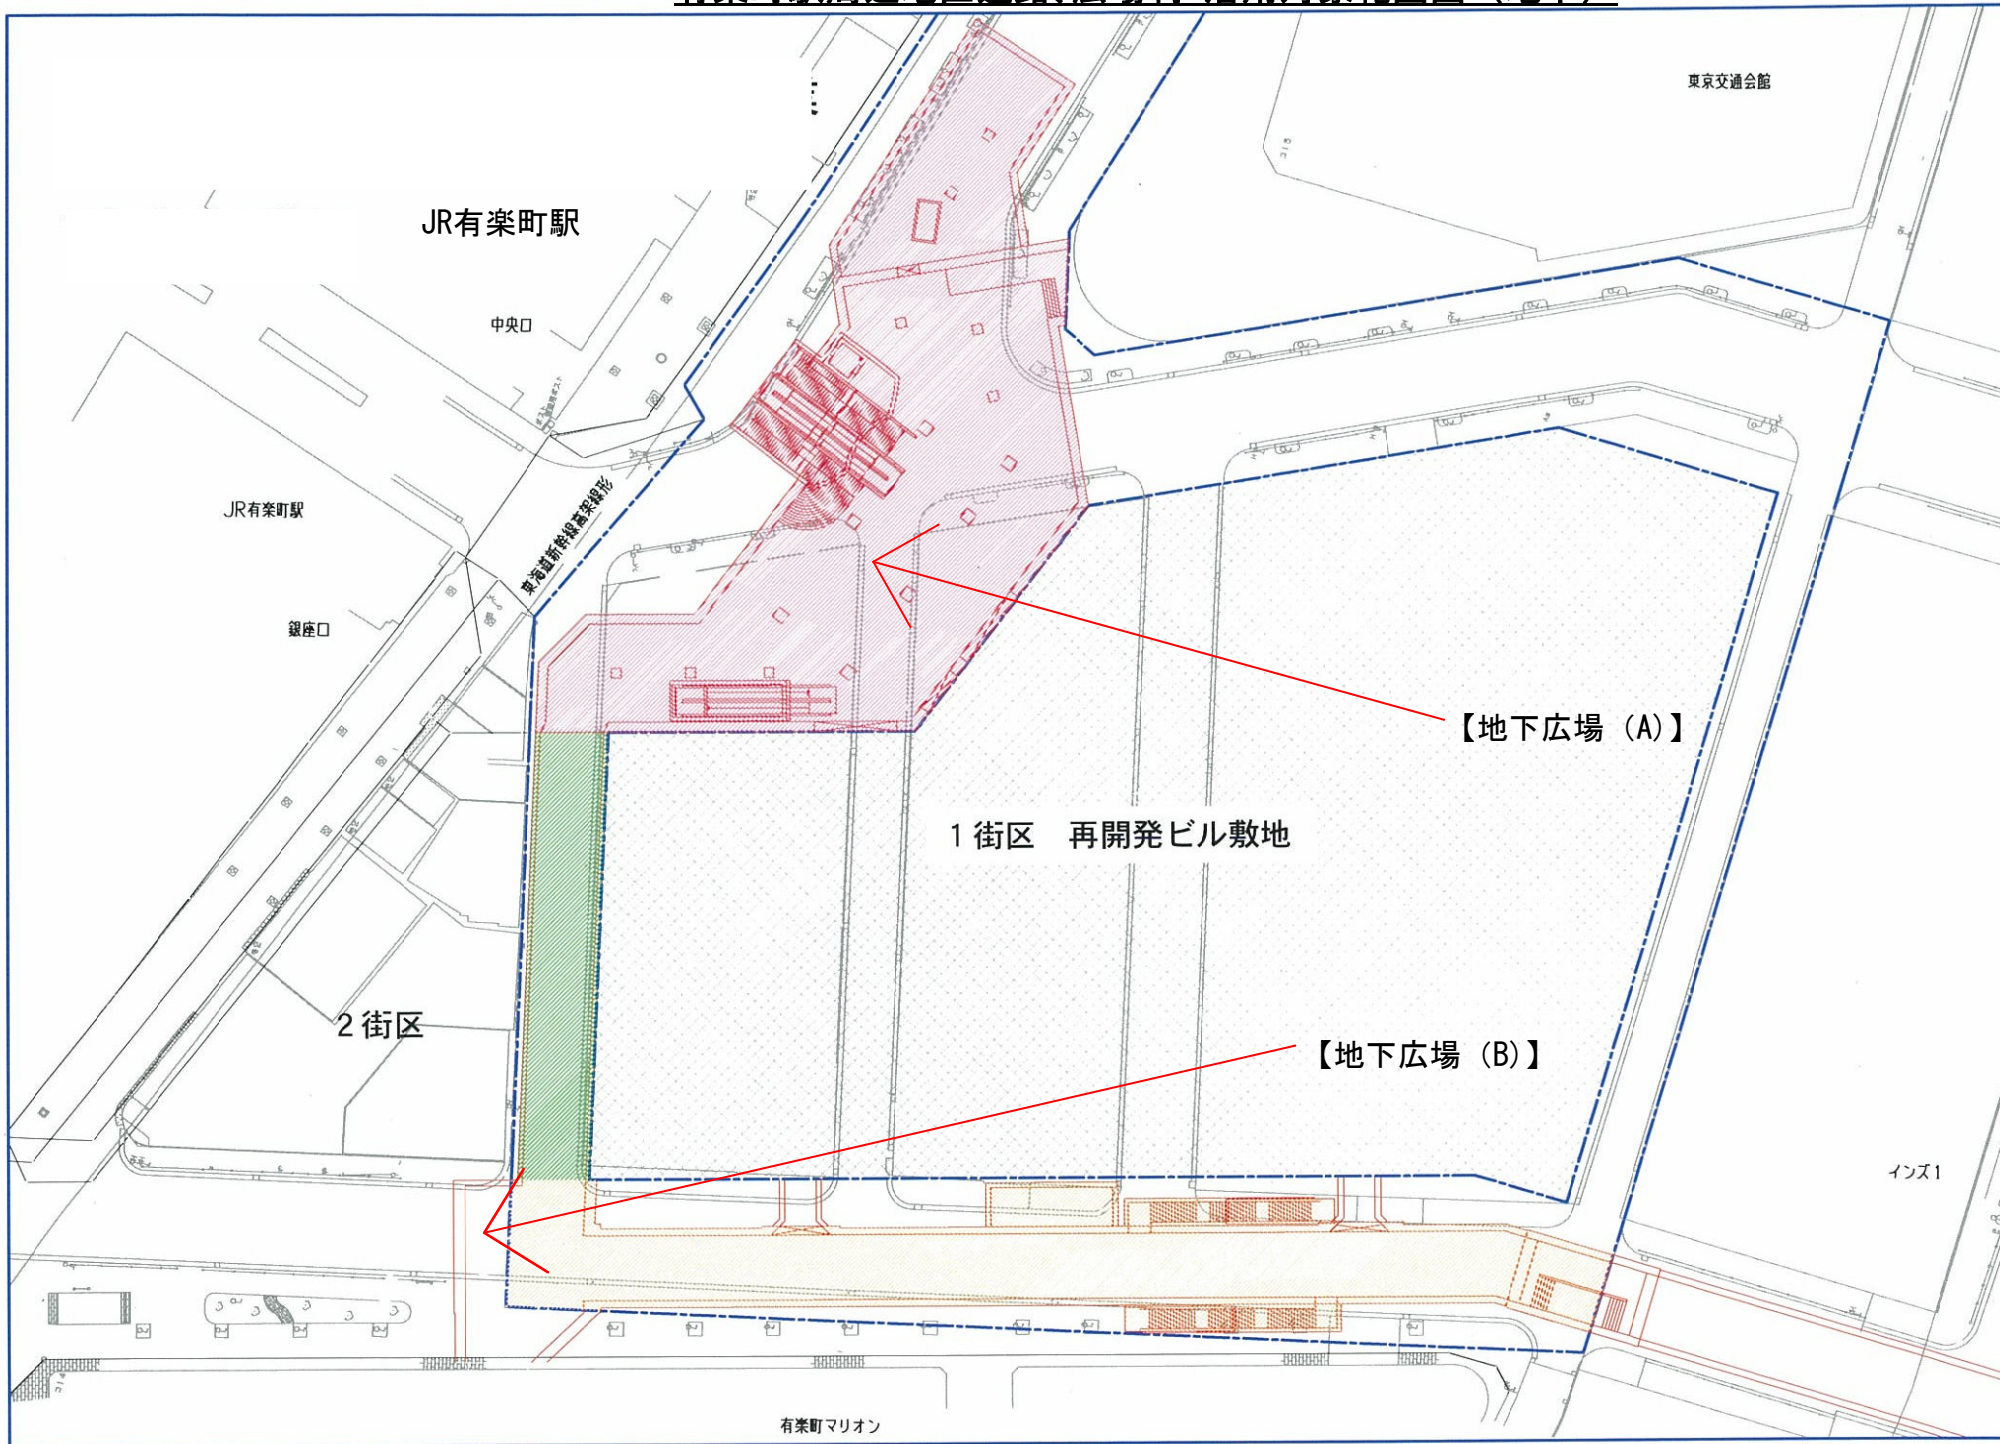 東京交通会館
JR有楽町駅
中央口
JR有楽町駅
東海道新幹線高架線形
銀座口
【地下広場（A)】
1街区　再開発ビル敷地
2街区
【地下広場（B)】
インズ1
有楽町マリオン